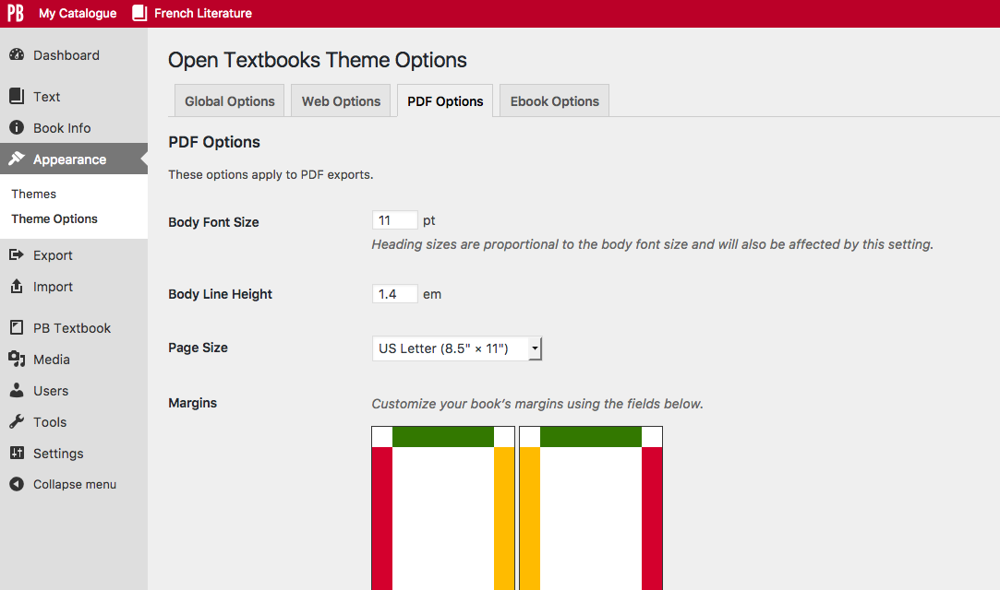 PB My Catalogue French Literature
Dashboard
Text
Book Info
Appearance
Themes
Theme Options
Export
Import
PB Textbook
Media
Users
Tools
Settings
Collapse menu
Open Textbooks Theme Options
Global Options Web Options PDF Options Ebook Options
PDF Options
These options apply to PDF exports.
Body Font Size 11 pt
Heading sizes are proportional to the body font size and will also be affected by this setting.
Body Line Height 1.4 em
Page Size US Letter (8.5" × 11")
Margins Customize your book’s margins using the fields below.